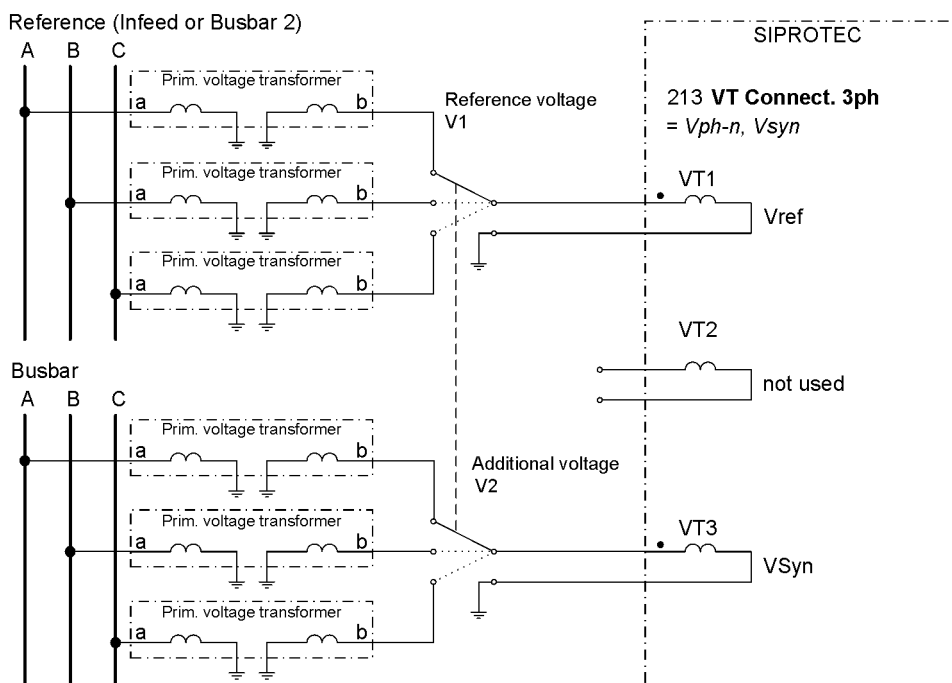 Reference (Infeed or Busbar 2)
A B C
Prim. voltage transformer
a b
Prim. voltage transformer
a b
Prim. voltage transformer
a b
Reference voltage
V1
SIPROTEC
213 VT Connect. 3ph
= Vph-n, Vsyn
VT1
Vref
VT2
not used
Busbar
A B C
Prim. voltage transformer
a b
Prim. voltage transformer
a b
Prim. voltage transformer
a b
Additional voltage
V2
VT3
VSyn